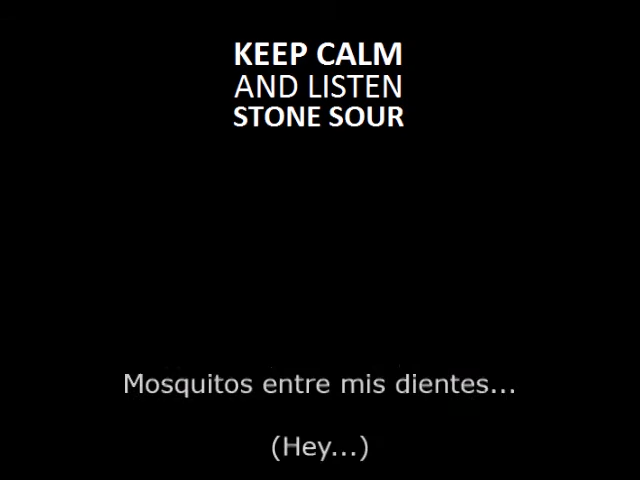 KEEP CALM
AND LISTEN
STONE SOUR
Mosquitos entre mis dientes...
(Hey...)